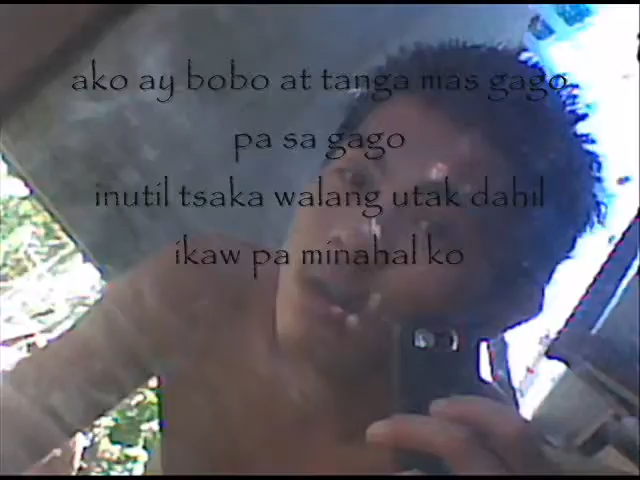 ako ay bobo at tanga mas gago
pa sa gago
inutil tsaka walang utak dahil
ikaw pa minahal ko